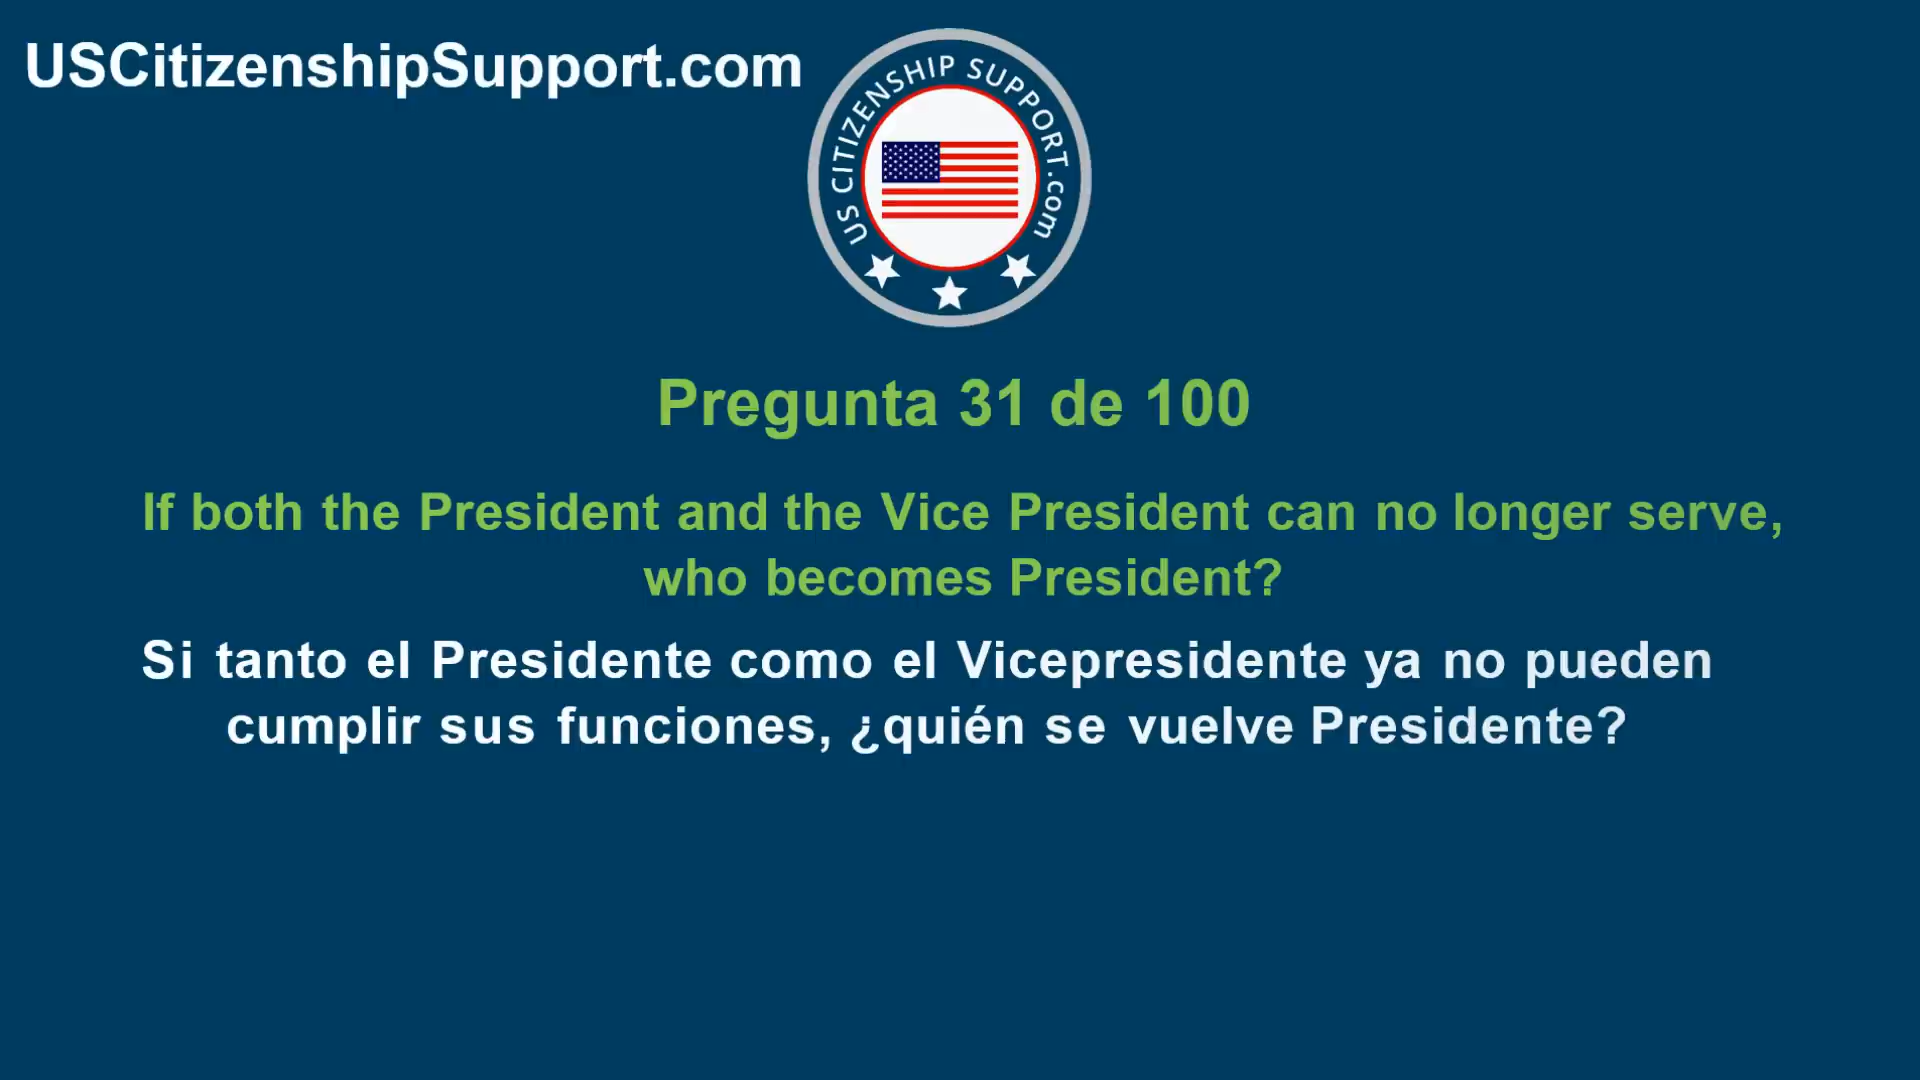 USCitizenshipSupport.com
US CITIZENSHIP SUPPORT.com
Pregunta 31 de 100
If both the President and the Vice President can no longer serve,
who becomes President?
Si tanto el Presidente como el Vicepresidente ya no pueden
cumplir sus funciones, ¿quién se vuelve Presidente?